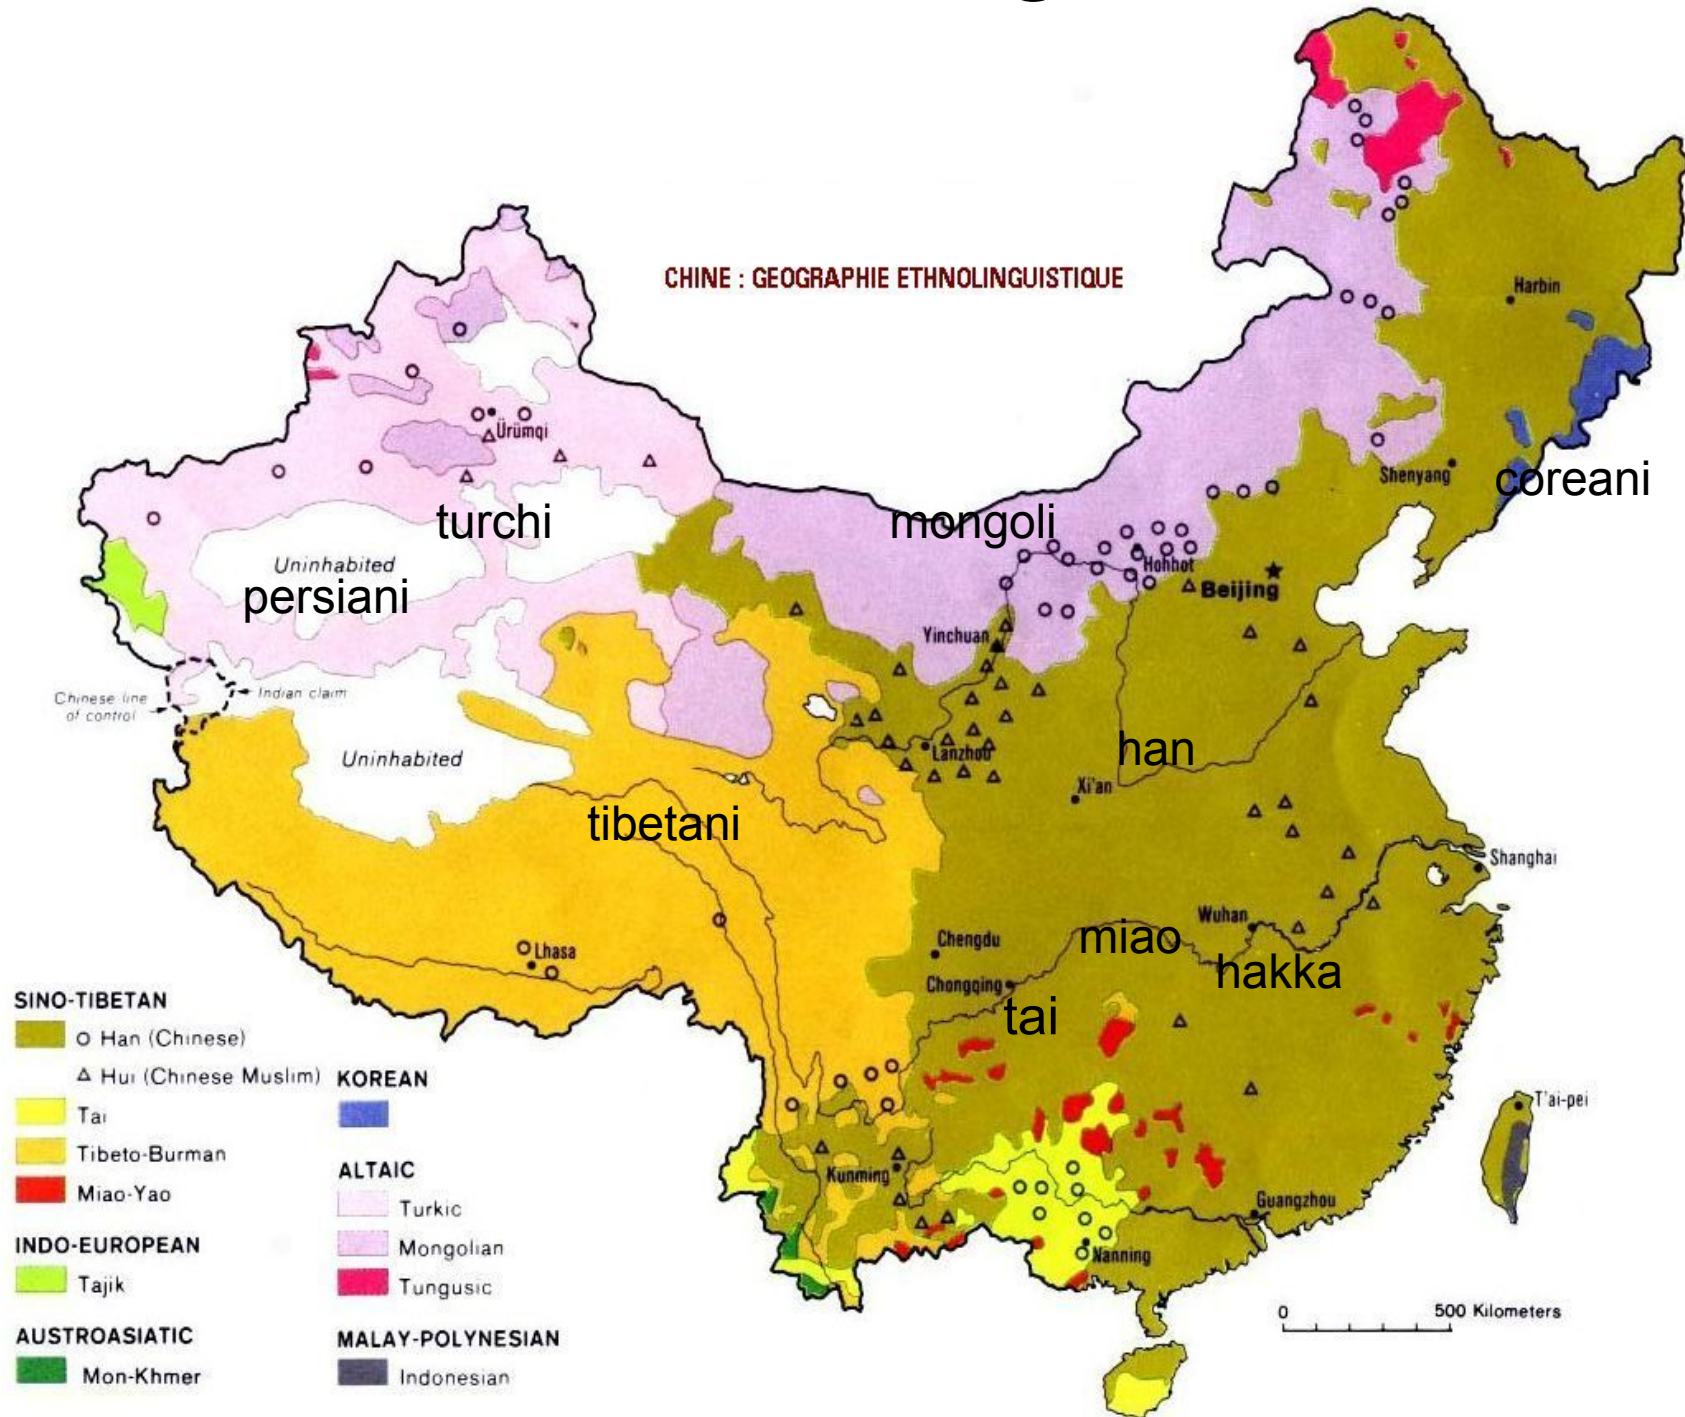 CHINE : GEOGRAPHIE ETHNOLINGUISTIQUE
Harbin
Ürümqi
Shenyang
coreani
turchi
mongoli
Uninhabited
Hohhot
persiani
Beijing
Yinchuan
Chinese line
of control
Indian claim
Uninhabited
Lanzhou
han
Xi'an
tibetani
Shanghai
Wuhan
miao
Chengdu
Lhasa
hakka
Chongqing
tai
T'ai-pei
Kunming
Guangzhou
Nanning
0 500 Kilometers
SINO-TIBETAN
Han (Chinese)
Hui (Chinese Muslim)
Tai
Tibeto-Burman
Miao-Yao
INDO-EUROPEAN
Tajik
AUSTROASIATIC
Mon-Khmer
KOREAN
ALTAIC
Turkic
Mongolian
Tungusic
MALAY-POLYNESIAN
Indonesian